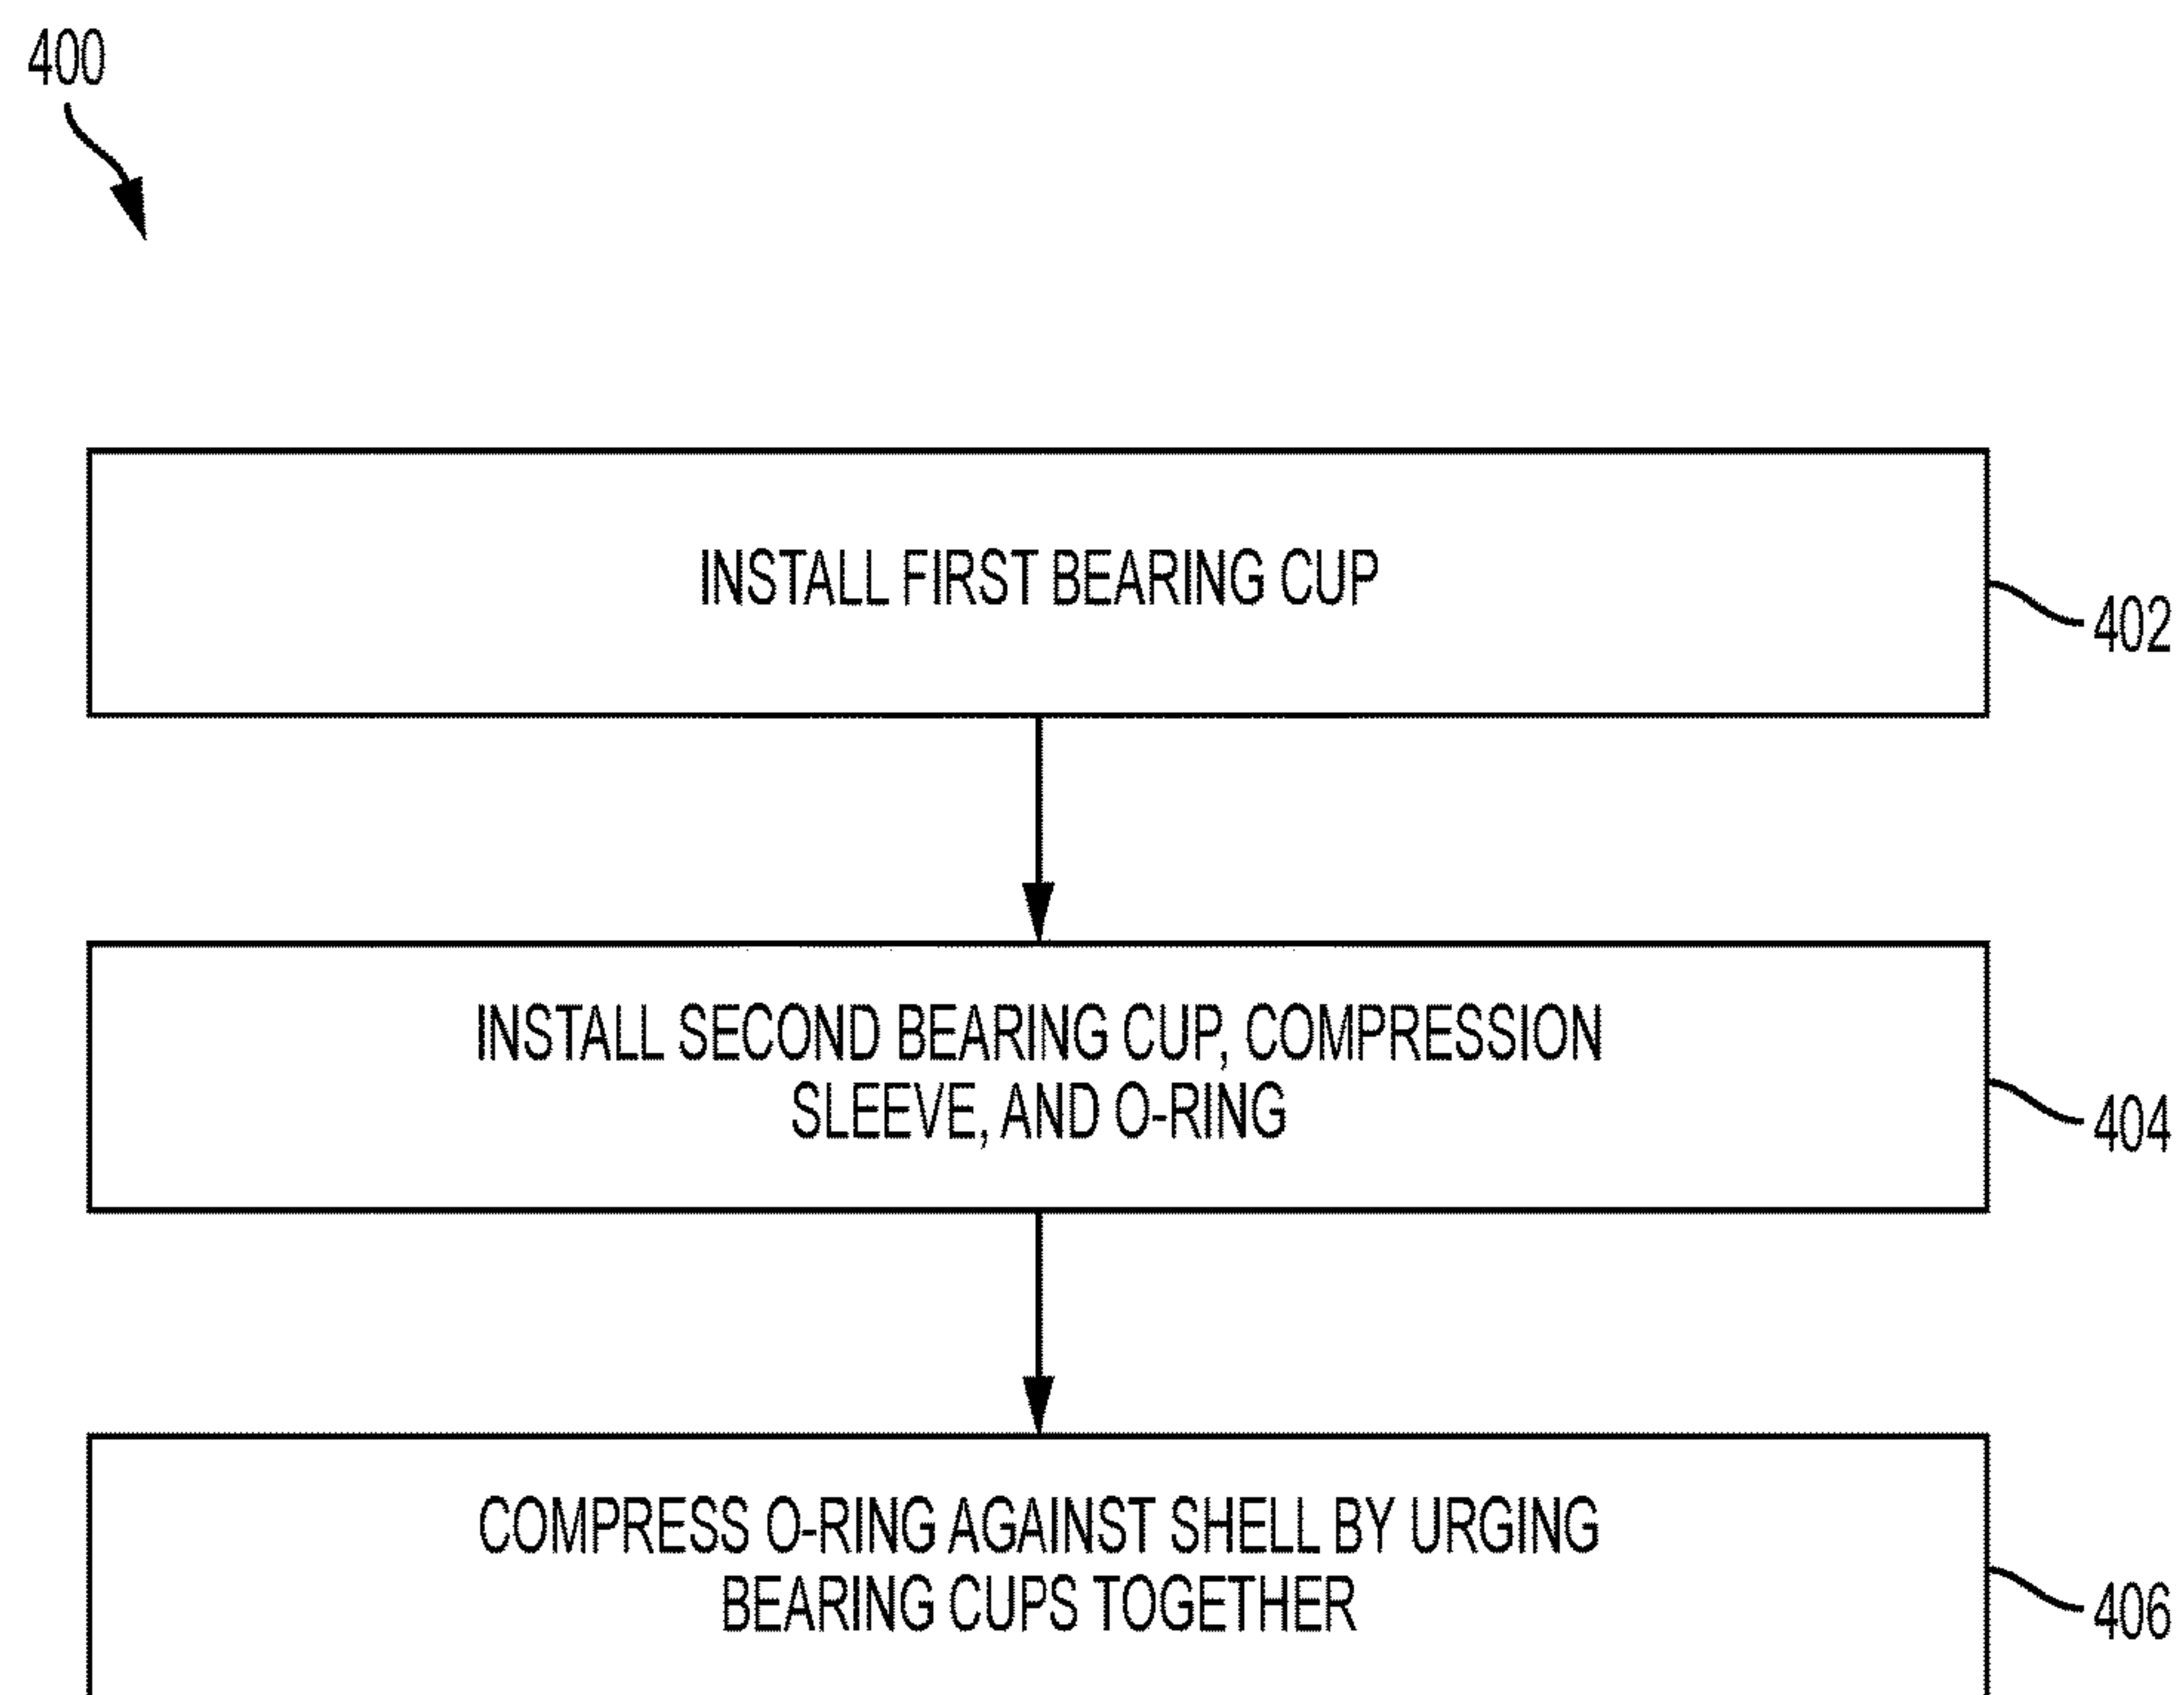 400
INSTALL FIRST BEARING CUP
402
INSTALL SECOND BEARING CUP, COMPRESSION
SLEEVE, AND O-RING
404
COMPRESS O-RING AGAINST SHELL BY URGING
BEARING CUPS TOGETHER
406